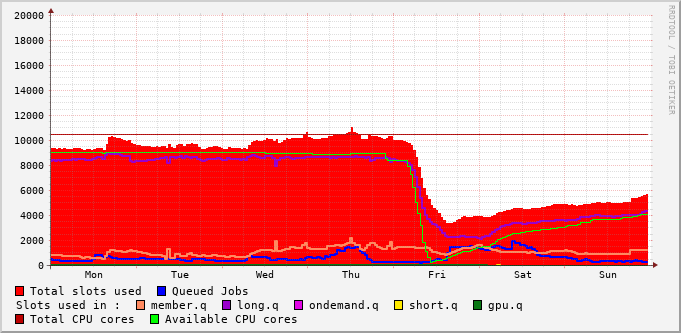 20000
18000
16000
14000
12000
10000
8000
6000
4000
2000
0
Mon Tue Wed Thu Fri Sat Sun
RRDTOOL / TOBI OETIKER
Total slots used Queued Jobs
Slots used in : member.q long.q ondemand.q short.q gpu.q
Total CPU cores Available CPU cores